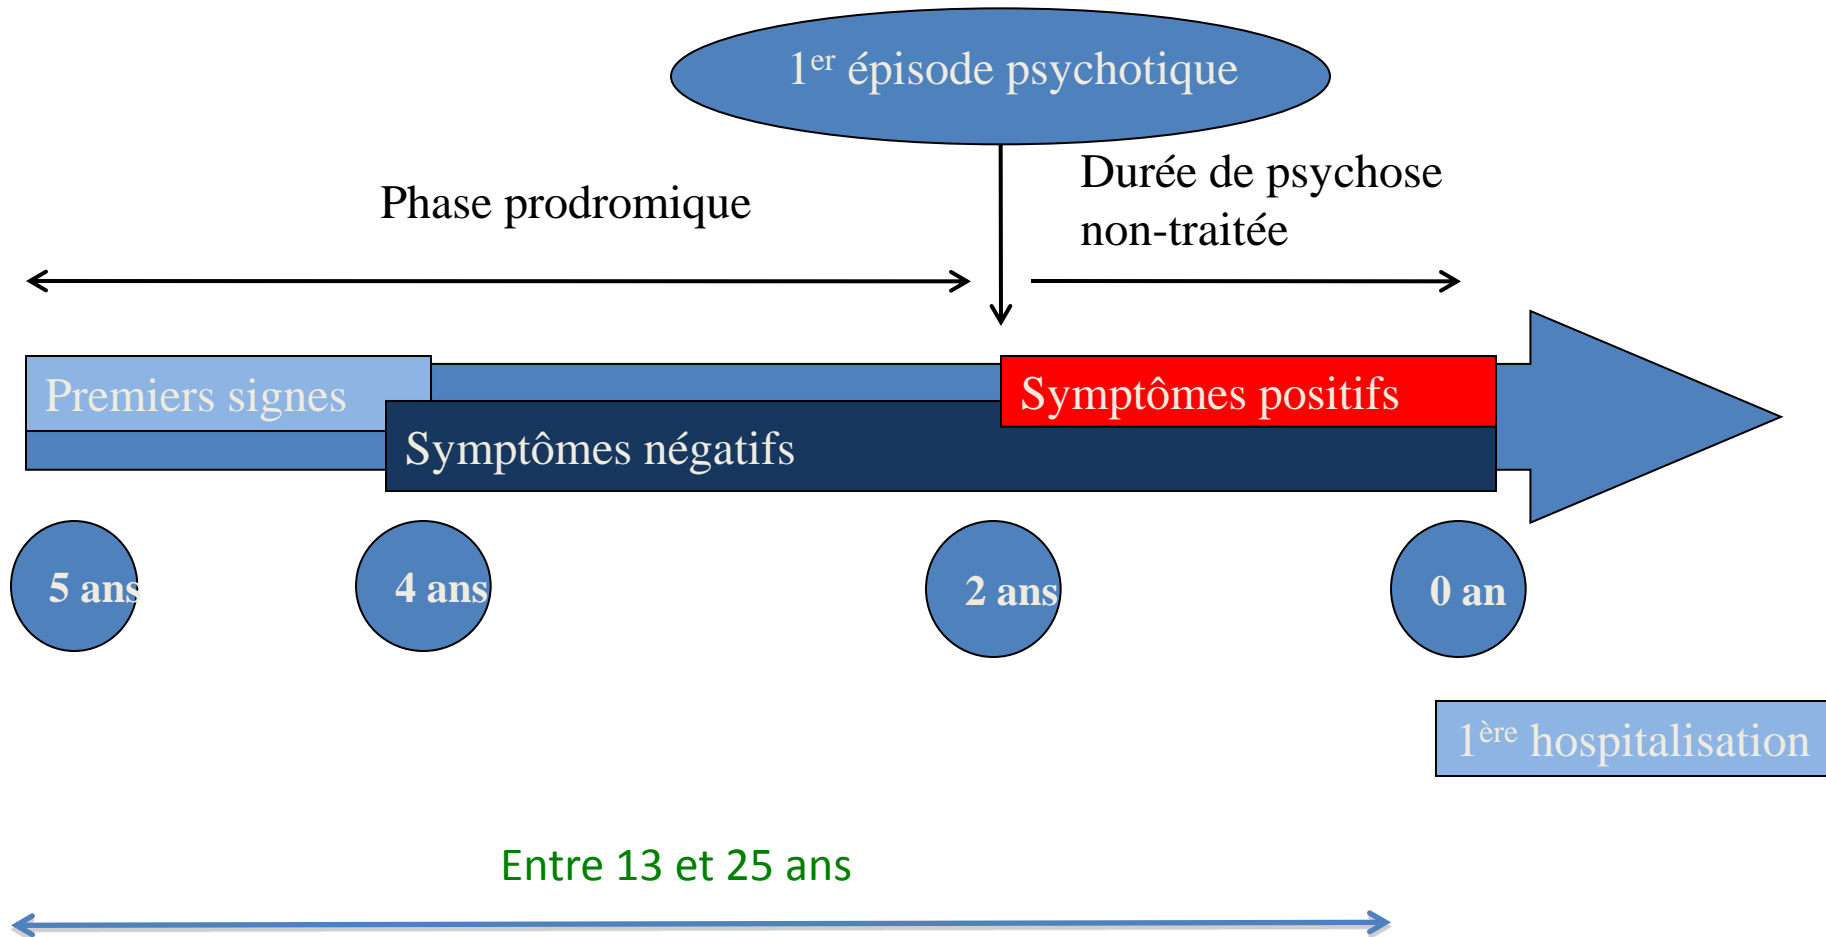 1er épisode psychotique
Durée de psychose
non-traitée
Phase prodromique
Premiers signes
Symptômes positifs
Symptômes négatifs
5 ans
4 ans
2 ans
0 an
1ère hospitalisation
Entre 13 et 25 ans